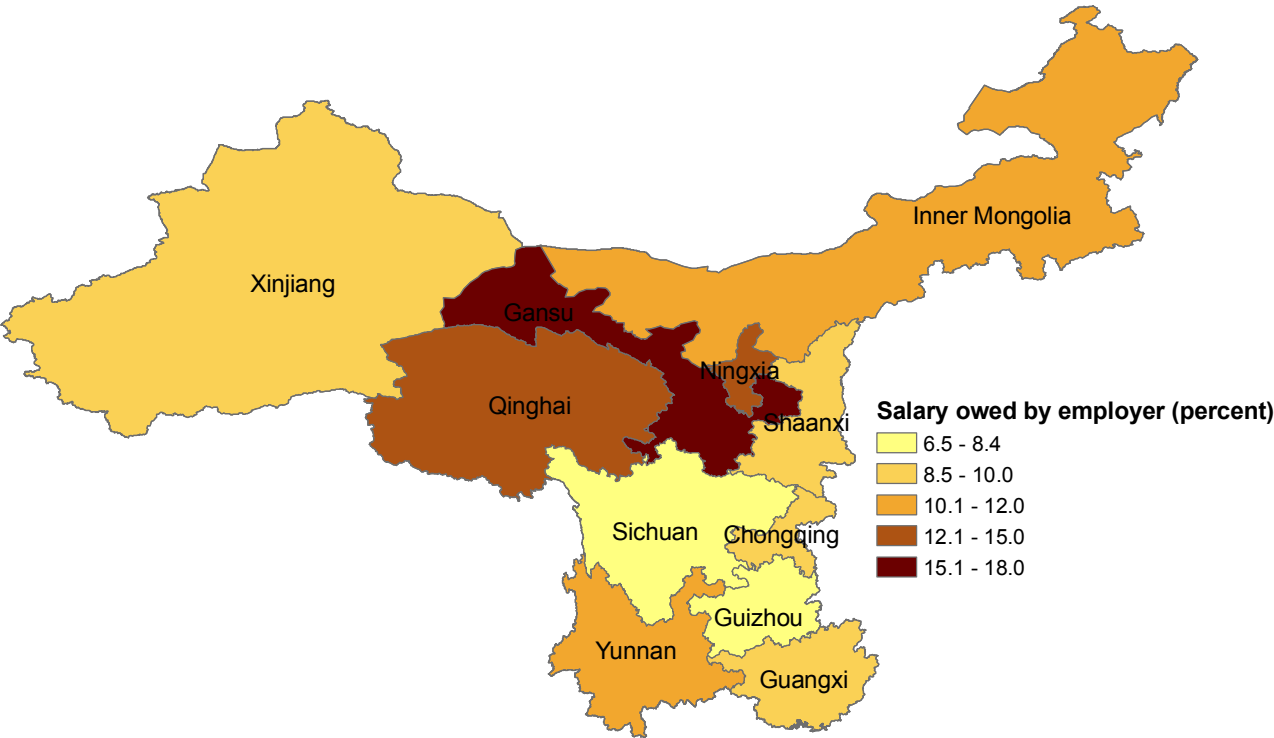 Inner Mongolia
Xinjiang
Gansu
Ningxia
Qinghai
Shaanxi
Sichuan
Chongqing
Guizhou
Yunnan
Guangxi
Salary owed by employer (percent)
6.5 - 8.4
8.5 - 10.0
10.1 - 12.0
12.1 - 15.0
15.1 - 18.0